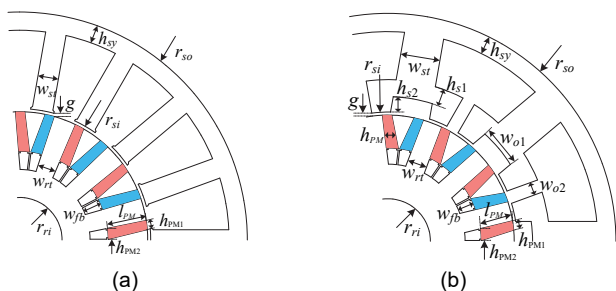 h_sy
r_so
w_st
g
r_si
w_rt
w_fb
l_PM
h_PM1
r_ri
h_PM2
(a)
h_sy
r_so
w_st
r_si
h_s2
h_s1
g
h_PM
w_o1
w_rt
w_o2
w_fb
l_PM
h_PM1
r_ri
h_PM2
(b)